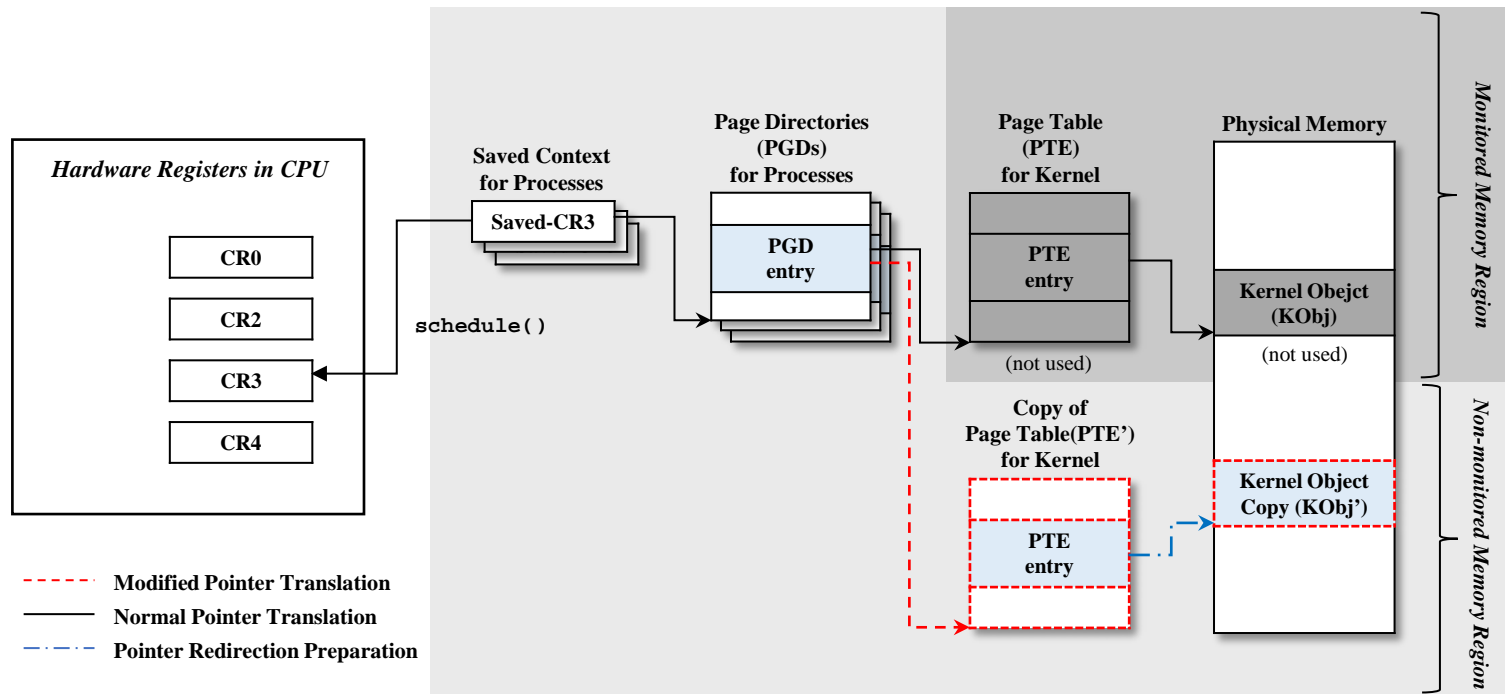 Hardware Registers in CPU
CR0
CR2
CR3
CR4
schedule()
Saved Context
for Processes
Saved-CR3
Page Directories
(PGDs)
for Processes
PGD
entry
Page Table
(PTE)
for Kernel
PTE
entry
(not used)
Physical Memory
Kernel Obejct
(KObj)
(not used)
Monitored Memory Region
Copy of
Page Table(PTE’)
for Kernel
PTE
entry
Kernel Object
Copy (KObj’)
Non-monitored Memory Region
Modified Pointer Translation
Normal Pointer Translation
Pointer Redirection Preparation